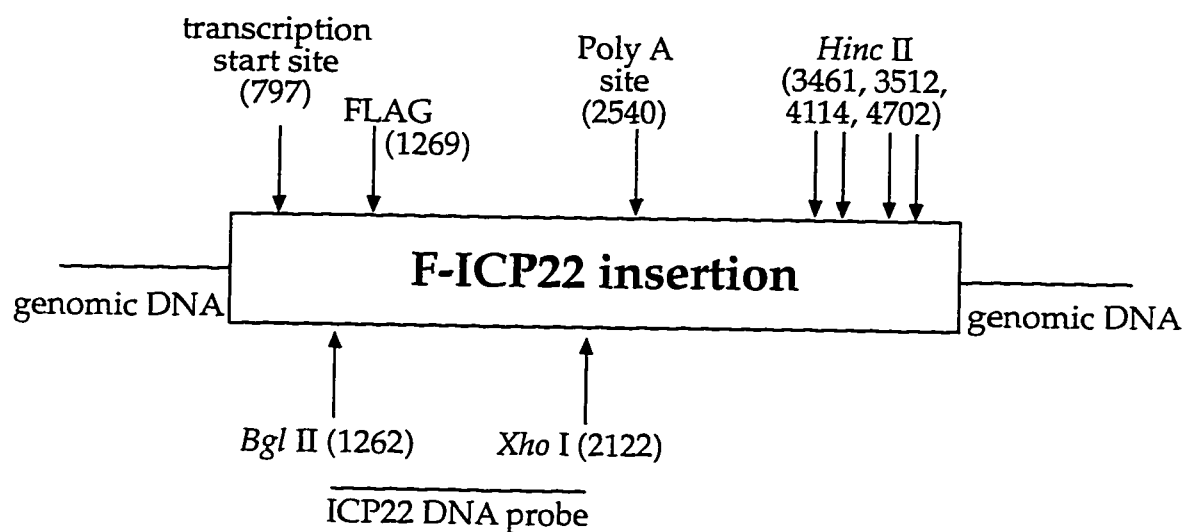 transcription
start site
(797)
FLAG
(1269)
Poly A
site
(2540)
Hinc II
(3461, 3512,
4114, 4702)
F-ICP22 insertion
genomic DNA
genomic DNA
Bgl II (1262)
Xho I (2122)
ICP22 DNA probe